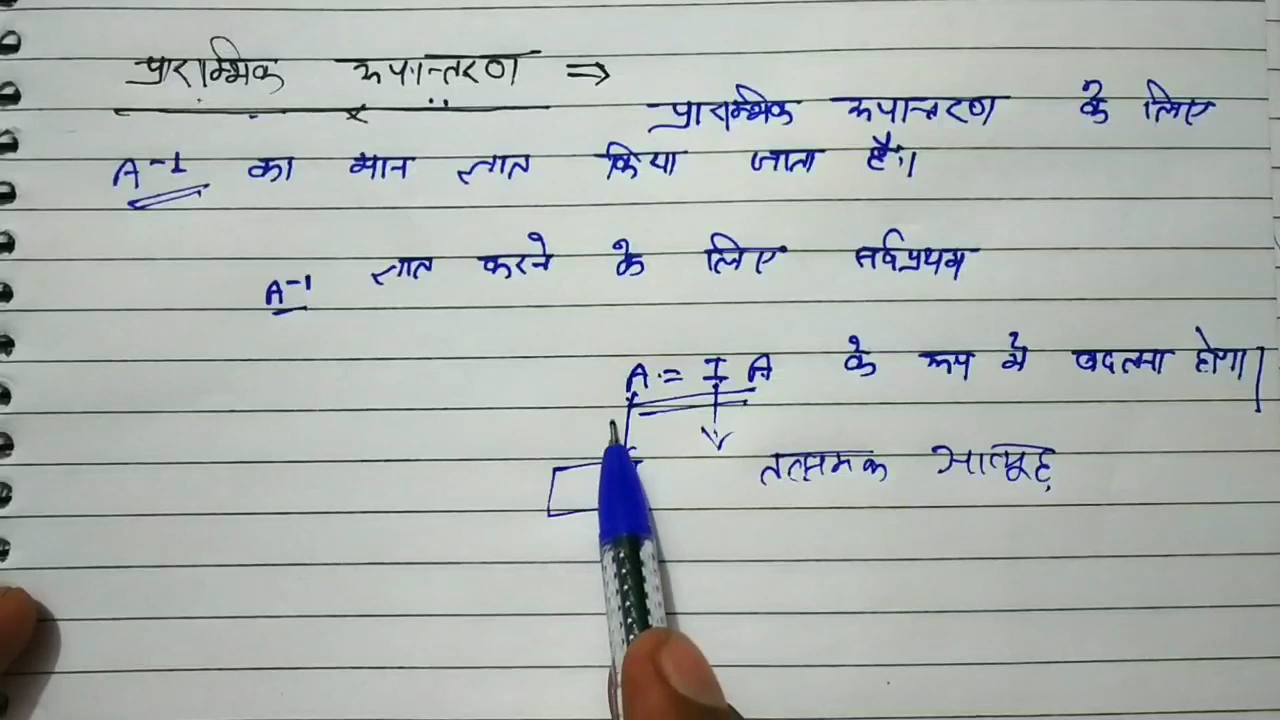 प्रारम्भिक रूपान्तरण ⇒
प्रारम्भिक रूपान्तरण के लिए
A⁻¹ का मान ज्ञात किया जाता है।
A⁻¹ ज्ञात करने के लिए सर्वप्रथम
A = I A के रूप में बदलना होगा।
तत्समक आव्यूह